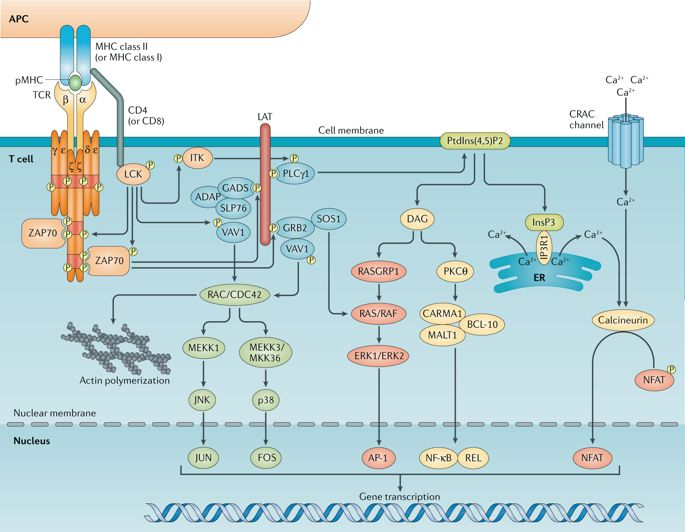 APC
MHC class II
(or MHC class I)
pMHC
TCR
β
α
CD4
(or CD8)
LAT
Cell membrane
PtdIns(4,5)P2
Ca²⁺ Ca²⁺
Ca²⁺
CRAC
channel
T cell
γ ε
δ ε
ζ ζ
P
LCK
P
P
ITK
P
P
PLCγ1
P
GADS
ADAP
SLP76
P
P
P
VAV1
P
GRB2
SOS1
VAV1
P
ZAP70
P
P
P
P
ZAP70
P
P
DAG
InsP3
IP3R1
Ca²⁺
Ca²⁺
Ca²⁺
Ca²⁺
Ca²⁺
ER
RASGRP1
PKCθ
RAC/CDC42
RAS/RAF
CARMA1
BCL-10
MALT1
Calcineurin
Actin polymerization
MEKK1
MEKK3/
MKK36
ERK1/ERK2
P
NFAT
JNK
p38
Nuclear membrane
Nucleus
JUN
FOS
AP-1
NF-κB
REL
NFAT
Gene transcription